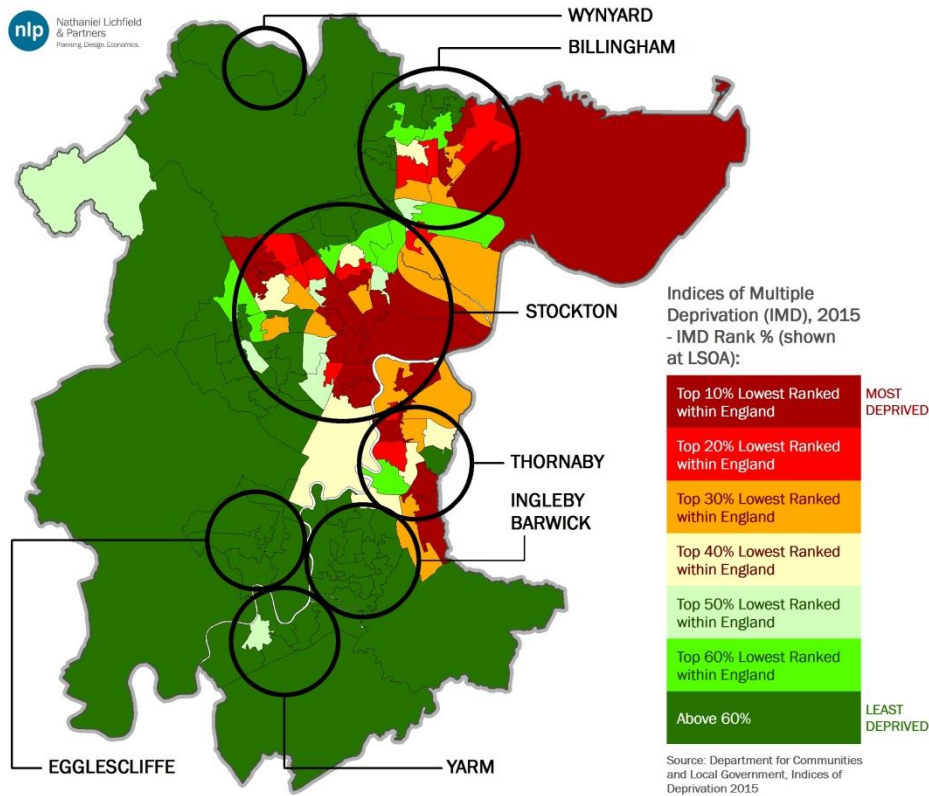 nlp
Nathaniel Lichfield
& Partners
Planning. Design. Economics.
WYNYARD
BILLINGHAM
STOCKTON
THORNABY
INGLEBY
BARWICK
EGGLESCLIFFE
YARM
Indices of Multiple
Deprivation (IMD), 2015
- IMD Rank % (shown
at LSOA):
Top 10% Lowest Ranked
within England
MOST
DEPRIVED
Top 20% Lowest Ranked
within England
Top 30% Lowest Ranked
within England
Top 40% Lowest Ranked
within England
Top 50% Lowest Ranked
within England
Top 60% Lowest Ranked
within England
Above 60%
LEAST
DEPRIVED
Source: Department for Communities
and Local Government, Indices of
Deprivation 2015